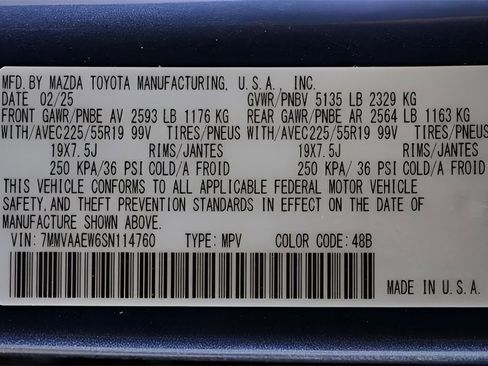 MFD. BY MAZDA TOYOTA MANUFACTURING, U.S.A., INC.
DATE 02/25 GVWR/PNBV 5135 LB 2329 KG
FRONT GAWR/PNBE AV 2593 LB 1176 KG REAR GAWR/PNBE AR 2564 LB 1163 KG
WITH/AVEC225/55R19 99V TIRES/PNEUS WITH/AVEC225/55R19 99V TIRES/PNEUS
19X7.5J RIMS/JANTES 19X7.5J RIMS/JANTES
250 KPA/36 PSI COLD/A FROID 250 KPA/ 36 PSI COLD/A FROID
THIS VEHICLE CONFORMS TO ALL APPLICABLE FEDERAL MOTOR VEHICLE
SAFETY,AND THEFT PREVENTION STANDARDS IN EFFECT ON THE DATE OF
MANUFACTURE SHOWN ABOVE.
VIN: 7MMVAAEW6SN114760 TYPE: MPV COLOR CODE: 48B
MADE IN U.S.A.